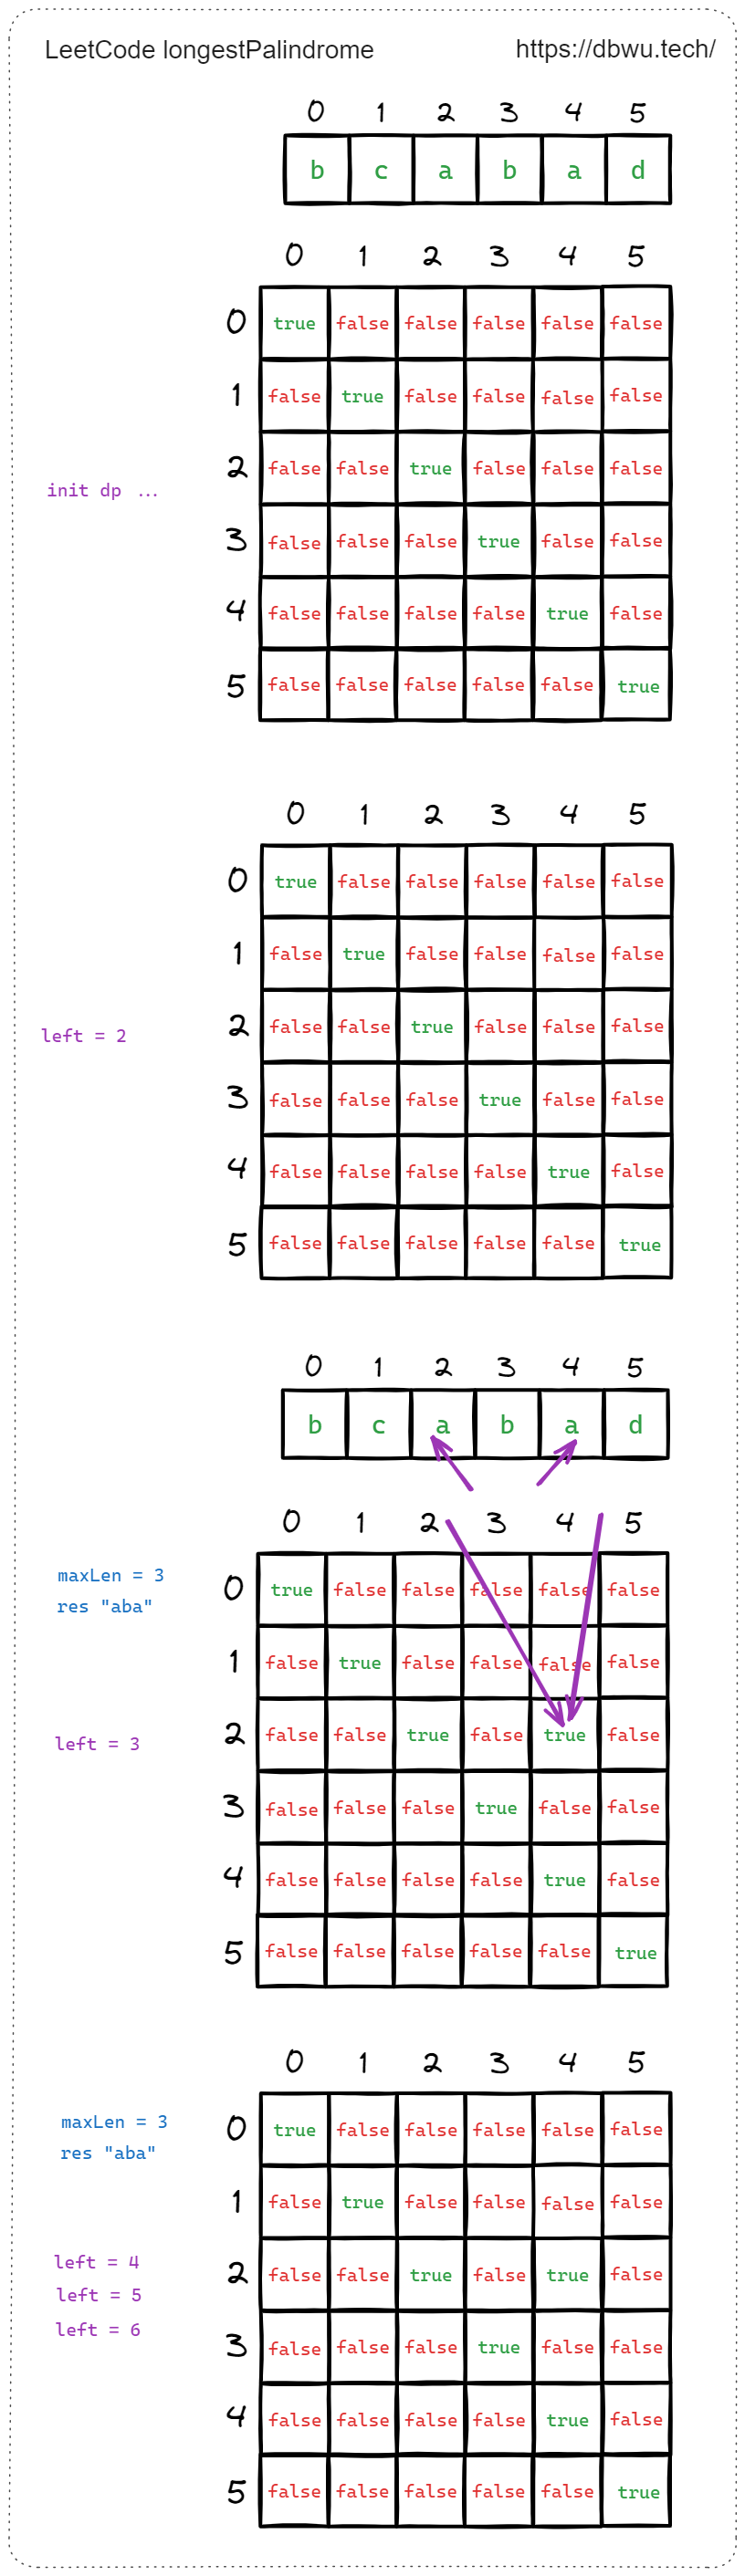 LeetCode longestPalindrome https://dbwu.tech/
0 1 2 3 4 5
b c a b a d
0 1 2 3 4 5
0 true false false false false false
1 false true false false false false
2 false false true false false false
init dp ...
3 false false false true false false
4 false false false false true false
5 false false false false false true
0 1 2 3 4 5
0 true false false false false false
1 false true false false false false
2 false false true false false false
left = 2
3 false false false true false false
4 false false false false true false
5 false false false false false true
0 1 2 3 4 5
b c a b a d
0 1 2 3 4 5
maxLen = 3
0 true false false false false false
res "aba"
1 false true false false false false
2 false false true false true false
left = 3
3 false false false true false false
4 false false false false true false
5 false false false false false true
0 1 2 3 4 5
maxLen = 3
0 true false false false false false
res "aba"
1 false true false false false false
left = 4
2 false false true false true false
left = 5
left = 6
3 false false false true false false
4 false false false false true false
5 false false false false false true